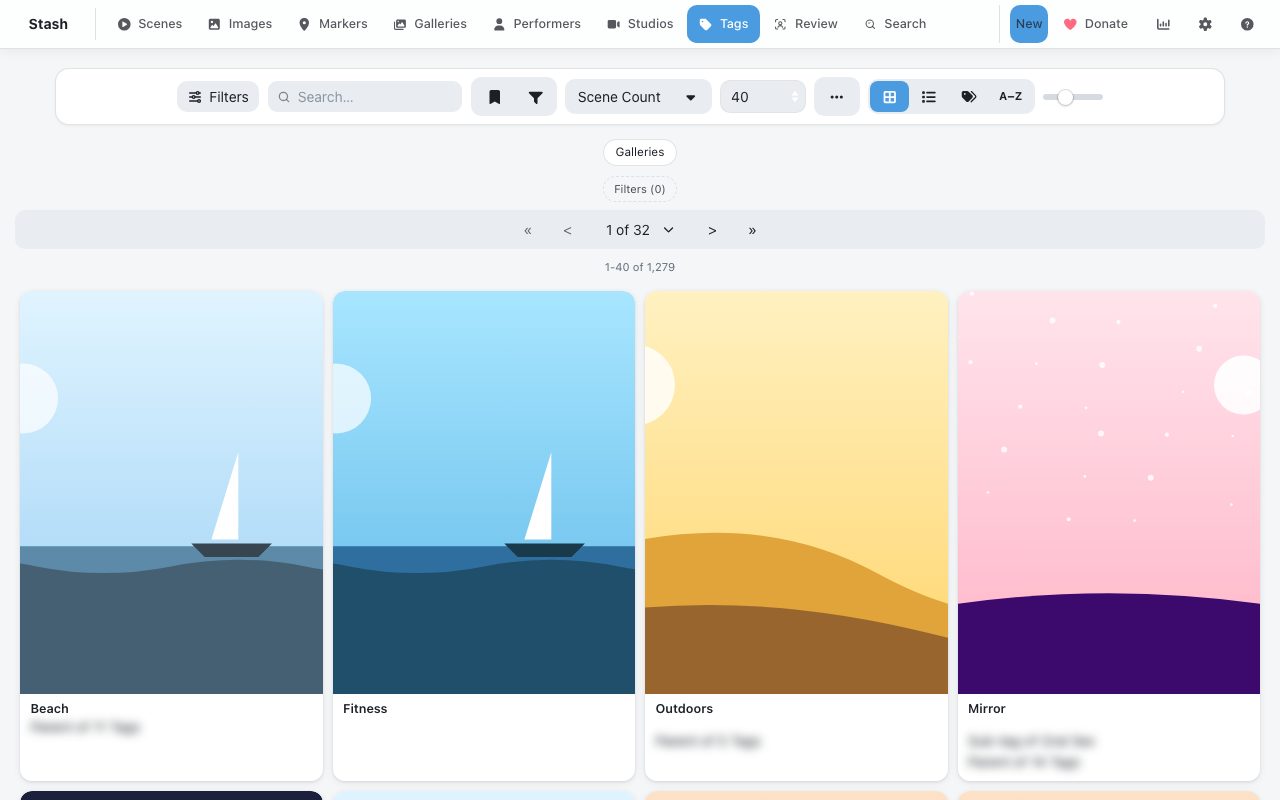 Stash
Scenes
Images
Markers
Galleries
Performers
Studios
Tags
Review
Search
New
Donate
Filters
Search...
Scene Count
40
A–Z
Galleries
Filters (0)
« < 1 of 32 > »
1-40 of 1,279
Beach
Fitness
Outdoors
Mirror